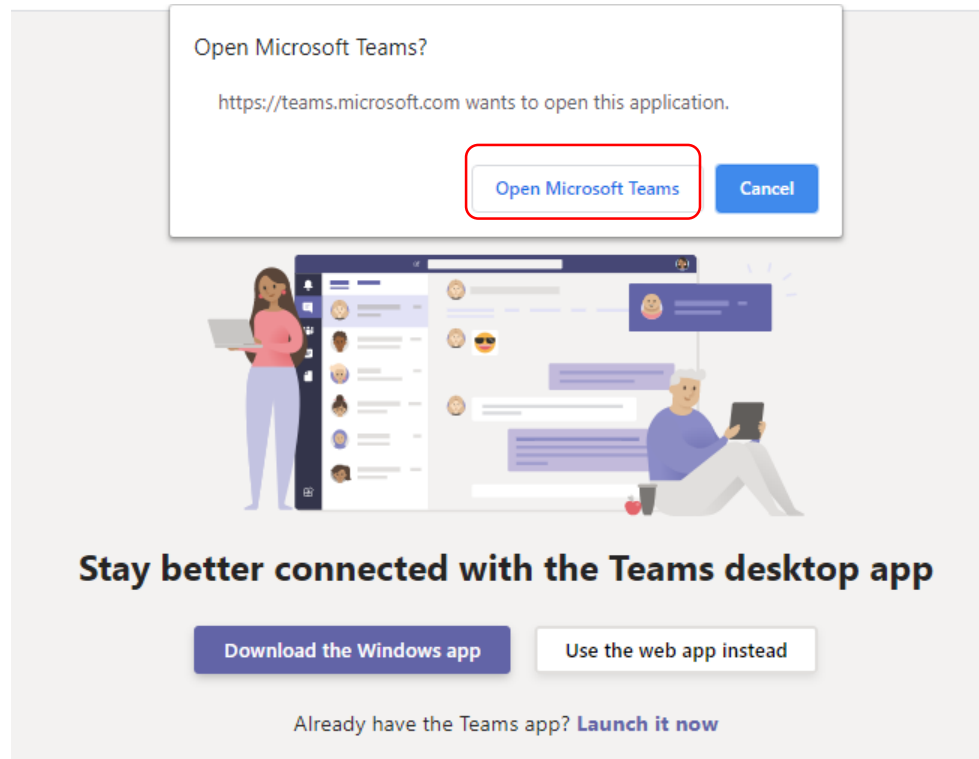 Open Microsoft Teams?
https://teams.microsoft.com wants to open this application.
Open Microsoft Teams
Cancel
Stay better connected with the Teams desktop app
Download the Windows app
Use the web app instead
Already have the Teams app? Launch it now